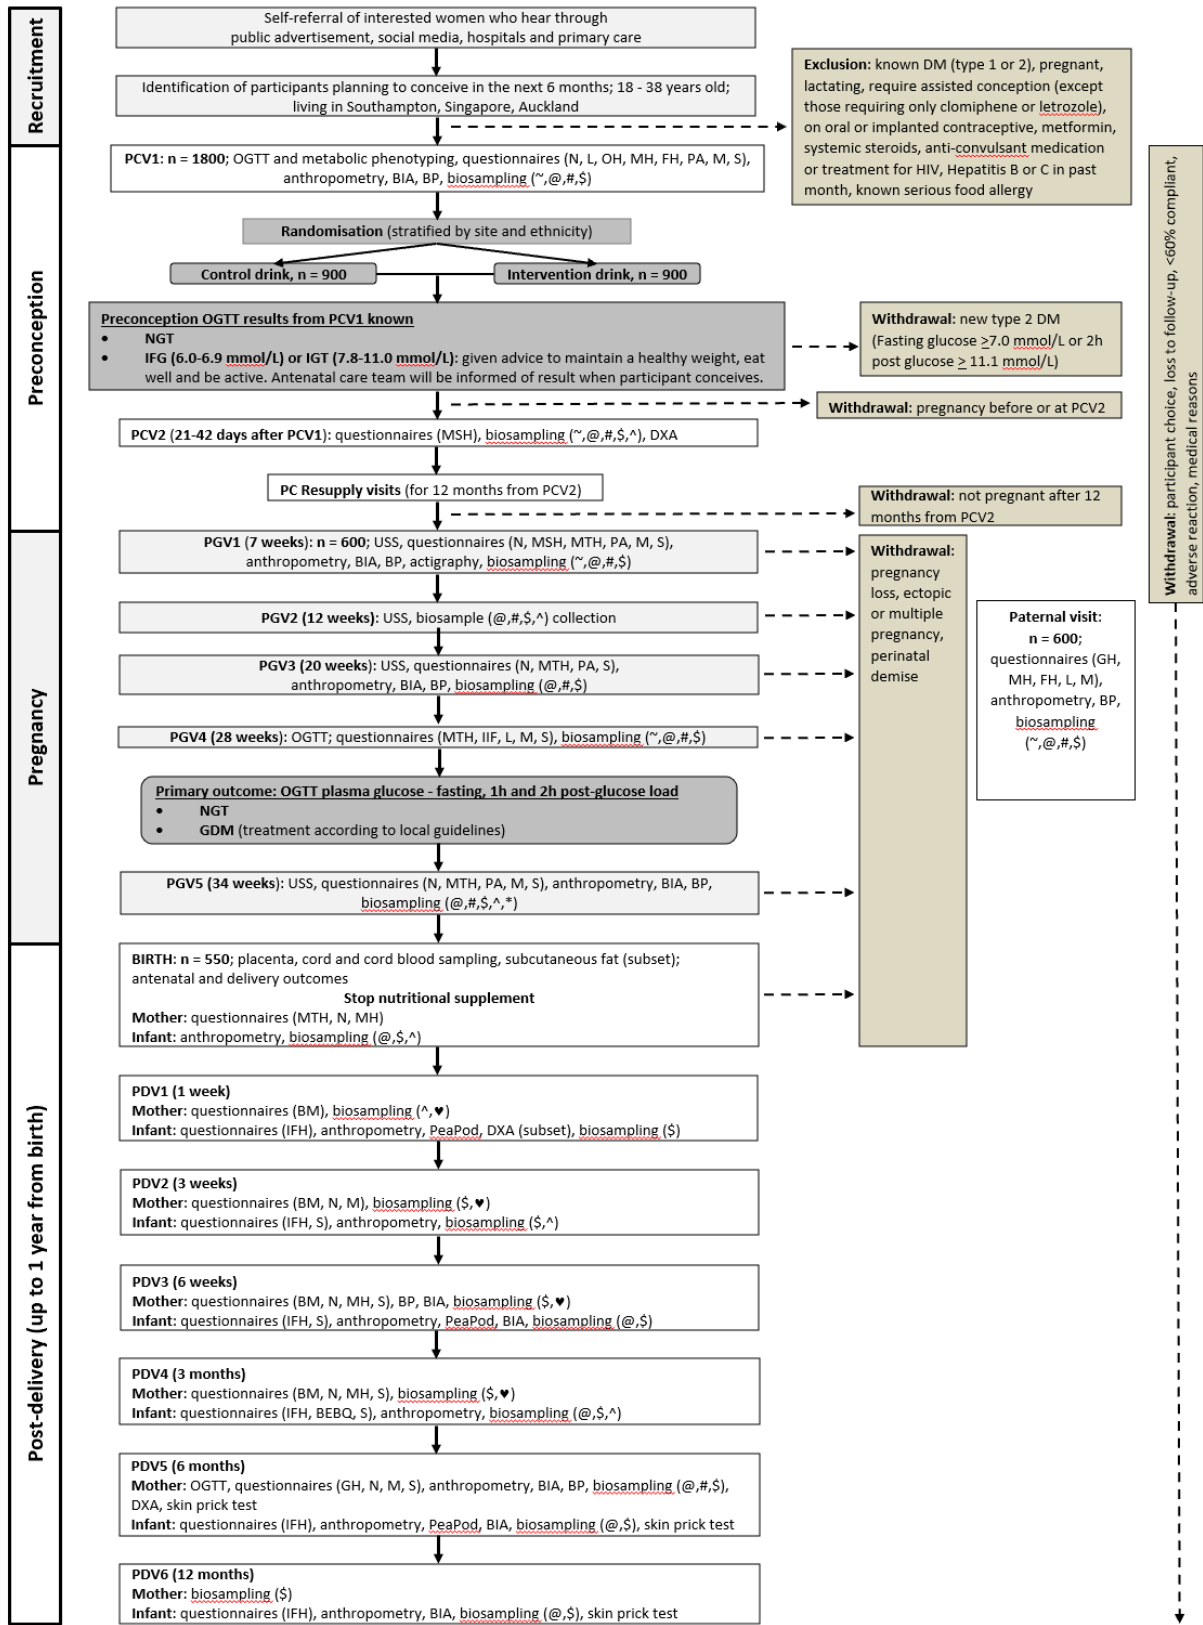 Recruitment
Self-referral of interested women who hear through
public advertisement, social media, hospitals and primary care
Identification of participants planning to conceive in the next 6 months; 18 - 38 years old;
living in Southampton, Singapore, Auckland
Exclusion: known DM (type 1 or 2), pregnant,
lactating, require assisted conception (except
those requiring only clomiphene or letrozole),
on oral or implanted contraceptive, metformin,
systemic steroids, anti-convulsant medication
or treatment for HIV, Hepatitis B or C in past
month, known serious food allergy
Preconception
PCV1: n = 1800; OGTT and metabolic phenotyping, questionnaires (N, L, OH, MH, FH, PA, M, S),
anthropometry, BIA, BP, biosampling (~,@,#,$)
Randomisation (stratified by site and ethnicity)
Control drink, n = 900
Intervention drink, n = 900
Preconception OGTT results from PCV1 known
• NGT
• IFG (6.0-6.9 mmol/L) or IGT (7.8-11.0 mmol/L): given advice to maintain a healthy weight, eat
well and be active. Antenatal care team will be informed of result when participant conceives.
Withdrawal: new type 2 DM
(Fasting glucose ≥7.0 mmol/L or 2h
post glucose ≥ 11.1 mmol/L)
Withdrawal: pregnancy before or at PCV2
PCV2 (21-42 days after PCV1): questionnaires (MSH), biosampling (~,@,#,$,^), DXA
PC Resupply visits (for 12 months from PCV2)
Withdrawal: not pregnant after 12
months from PCV2
Withdrawal: participant choice, loss to follow-up, <60% compliant,
adverse reaction, medical reasons
Pregnancy
PGV1 (7 weeks): n = 600; USS, questionnaires (N, MSH, MTH, PA, M, S),
anthropometry, BIA, BP, actigraphy, biosampling (~,@,#,$)
PGV2 (12 weeks): USS, biosample (@,#,$,^) collection
PGV3 (20 weeks): USS, questionnaires (N, MTH, PA, S),
anthropometry, BIA, BP, biosampling (@,#,$)
PGV4 (28 weeks): OGTT; questionnaires (MTH, IIF, L, M, S), biosampling (~,@,#,$)
Primary outcome: OGTT plasma glucose - fasting, 1h and 2h post-glucose load
• NGT
• GDM (treatment according to local guidelines)
PGV5 (34 weeks): USS, questionnaires (N, MTH, PA, M, S), anthropometry, BIA, BP,
biosampling (@,#,$,^,*)
Withdrawal:
pregnancy
loss, ectopic
or multiple
pregnancy,
perinatal
demise
Paternal visit:
n = 600;
questionnaires (GH,
MH, FH, L, M),
anthropometry, BP,
biosampling
(~,@,#,$)
Post-delivery (up to 1 year from birth)
BIRTH: n = 550; placenta, cord and cord blood sampling, subcutaneous fat (subset);
antenatal and delivery outcomes
Stop nutritional supplement
Mother: questionnaires (MTH, N, MH)
Infant: anthropometry, biosampling (@,$,^)
PDV1 (1 week)
Mother: questionnaires (BM), biosampling (^,♥)
Infant: questionnaires (IFH), anthropometry, PeaPod, DXA (subset), biosampling ($)
PDV2 (3 weeks)
Mother: questionnaires (BM, N, M), biosampling ($,♥)
Infant: questionnaires (IFH, S), anthropometry, biosampling ($,^)
PDV3 (6 weeks)
Mother: questionnaires (BM, N, MH, S), BP, BIA, biosampling ($,♥)
Infant: questionnaires (IFH, S), anthropometry, PeaPod, BIA, biosampling (@,$)
PDV4 (3 months)
Mother: questionnaires (BM, N, MH, S), biosampling ($,♥)
Infant: questionnaires (IFH, BEBQ, S), anthropometry, biosampling (@,$,^)
PDV5 (6 months)
Mother: OGTT, questionnaires (GH, N, M, S), anthropometry, BIA, BP, biosampling (@,#,$),
DXA, skin prick test
Infant: questionnaires (IFH), anthropometry, PeaPod, BIA, biosampling (@,$), skin prick test
PDV6 (12 months)
Mother: biosampling ($)
Infant: questionnaires (IFH), anthropometry, BIA, biosampling (@,$), skin prick test